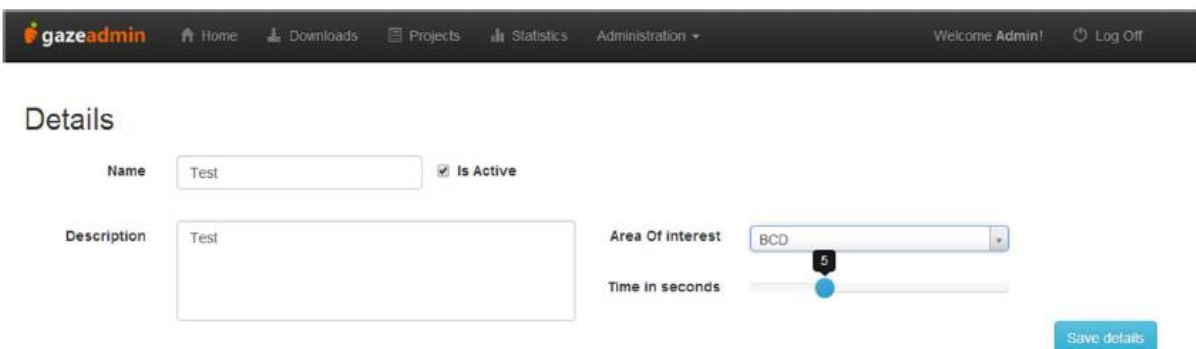 gazeadmin Home Downloads Projects Statistics Administration Welcome Admin! Log Off
Details
Name Test Is Active
Description Test Area Of interest BCD
5
Time in seconds
Save details